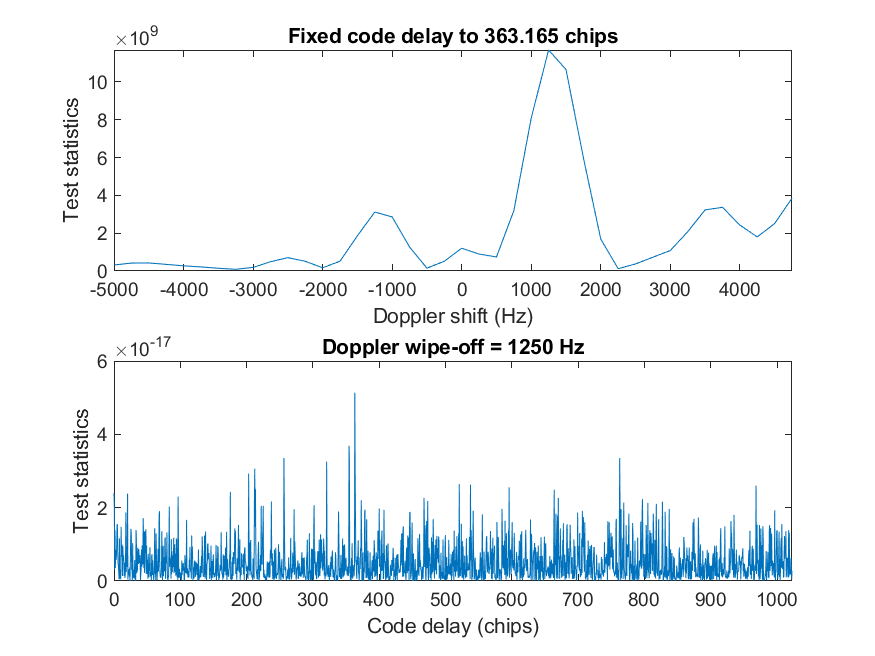 ×10^9
Fixed code delay to 363.165 chips
10
8
6
4
2
0
Test statistics
-5000 -4000 -3000 -2000 -1000 0 1000 2000 3000 4000
Doppler shift (Hz)
×10^-17
Doppler wipe-off = 1250 Hz
6
4
2
0
Test statistics
0 100 200 300 400 500 600 700 800 900 1000
Code delay (chips)